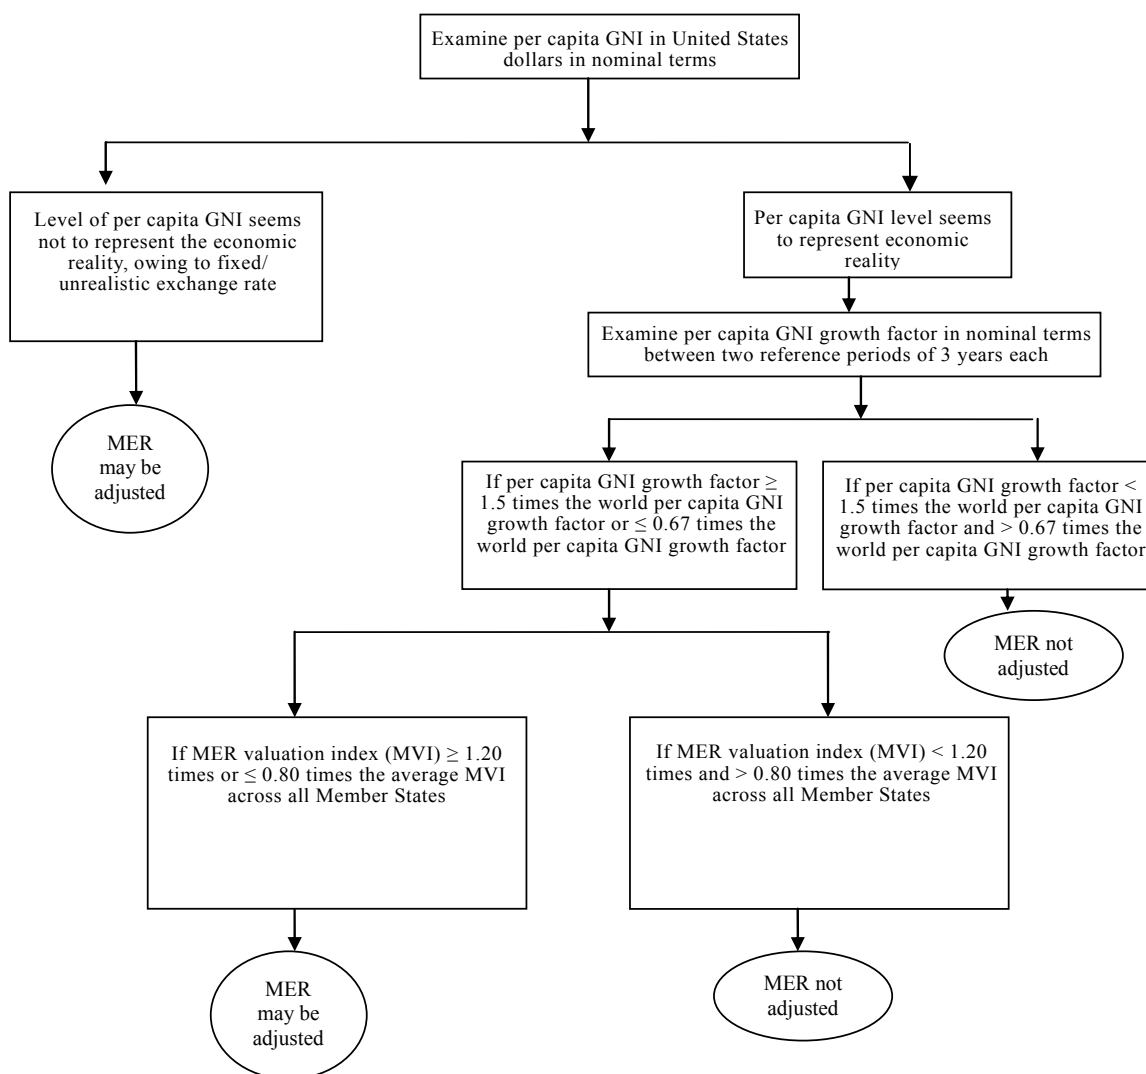 Examine per capita GNI in United States
dollars in nominal terms
Level of per capita GNI seems
not to represent the economic
reality, owing to fixed/
unrealistic exchange rate
Per capita GNI level seems
to represent economic
reality
Examine per capita GNI growth factor in nominal terms
between two reference periods of 3 years each
MER
may be
adjusted
If per capita GNI growth factor ≥
1.5 times the world per capita GNI
growth factor or ≤ 0.67 times the
world per capita GNI growth factor
If per capita GNI growth factor <
1.5 times the world per capita GNI
growth factor and > 0.67 times the
world per capita GNI growth factor
MER not
adjusted
If MER valuation index (MVI) ≥ 1.20
times or ≤ 0.80 times the average MVI
across all Member States
If MER valuation index (MVI) < 1.20
times and > 0.80 times the average MVI
across all Member States
MER
may be
adjusted
MER not
adjusted